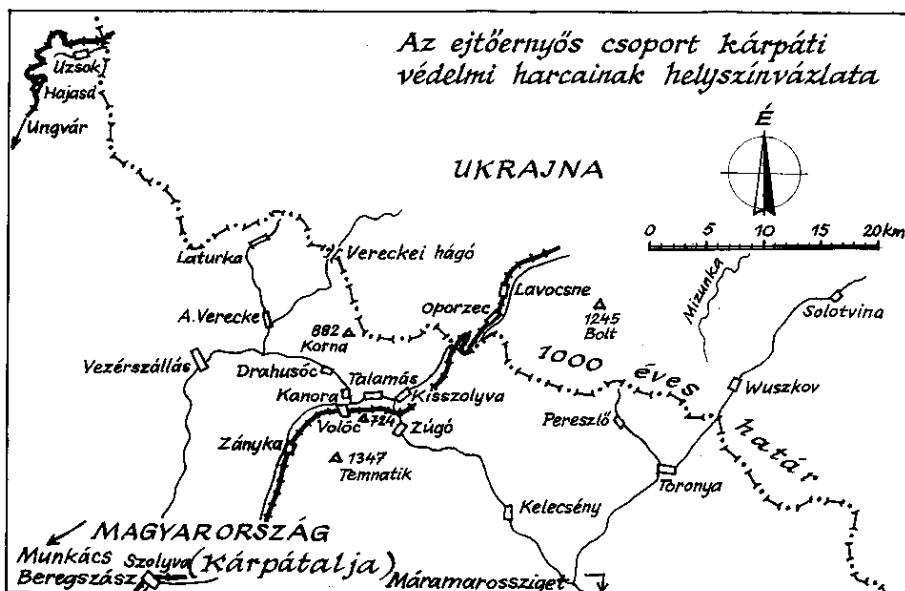 Az ejtőernyős csoport kárpáti
védelmi harcainak helyszínvázlata
Uzsok
Hajasd
Ungvár
UKRAJNA
É
0 5 10 15 20 km
Laturka
Vereckei hágó
Mizunka
Lavocsne
Oporzec
Solotvina
A. Verecke
882
Korna
1245
Bolt
1000 éves határ
Vezérszállás
Drahusóc
Talamás
Kanora
Kisszolyva
Wuszkov
Pereszlő
Volóc
724
Zúgó
Zányka
1347
Temnatik
Toronya
Kelecsény
MAGYARORSZÁG
(Kárpátalja)
Munkács
Szolyva
Beregszász
Máramarossziget